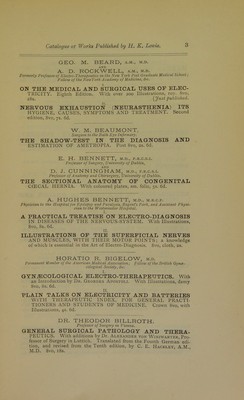 Catalogue of Works Published by H. K. Lewis. 3
GEO. M. BEARD, A.M., M.D.
AND
A. D. ROCKWELL, A.M., M.D.
Formerly Professor of Electro-Therapeutics in the New York Post Graduate Medical School;
Fellow of the New York Academy of Medicine, &c.
ON THE MEDICAL AND SURGICAL USES OF ELEC-
TRICITY. Eighth Edition. With over 200 Illustrations, roy. 8vo,
28s. [Just published.
NERVOUS EXHAUSTION (NEURASTHENIA) ITS
HYGIENE, CAUSES, SYMPTOMS AND TREATMENT. Second
edition, 8vo, 7s. 6d.
W. M. BEAUMONT.
Surgeon to the Bath Eye Infirmary.
THE SHADOW-TEST IN THE DIAGNOSIS AND
ESTIMATION OF AMETROPIA. Post 8vo, 2s. 6d.
E. H. BENNETT, M.D., F.R.C.S.I.
Professor of Surgery, University of Dublin,
AND
D. J. CUNNINGHAM, M.D., F.R.C.S.I.
Professor of Anatomy and Chirurgery, University of Dublin.
THE SECTIONAL ANATOMY OF CONGENITAL
CŒCAL HERNIA. With coloured plates, sm. folio, 5s. 6d.
A. HUGHES BENNETT, M.D., M.R.C.P.
Physician to the Hospital for Epilepsy and Paralysis, Regent's Park, and Assistant Physi-
cian to the Westminster Hospital.
I.
A PRACTICAL TREATISE ON ELECTRO-DIAGNOSIS
IN DISEASES OF THE NERVOUS SYSTEM. With Illustrations,
8vo, 8s. 6d.
II.
ILLUSTRATIONS OF THE SUPERFICIAL NERVES
AND MUSCLES, WITH THEIR MOTOR POINTS; a knowledge
of which is essential in the Art of Electro-Diagnosis. 8vo, cloth, 2s.
HORATIO R. BIGELOW, M.D.
Permanent Member of the American Medical Association; Fellow of the British Gynæ-
cological Society, &c.
I.
GYNÆCOLOGICAL ELECTRO-THERAPEUTICS. With
an Introduction by Dr. GEORGES APOSTOLI. With Illustrations, demy
8vo, 8s. 6d.
II.
PLAIN TALKS ON ELECTRICITY AND BATTERIES
WITH THERAPEUTIC INDEX, FOR GENERAL PRACTI-
TIONERS AND STUDENTS OF MEDICINE. Crown 8vo, with
Illustrations, 4s. 6d.
DR. THEODOR BILLROTH.
Professor of Surgery in Vienna.
GENERAL SURGICAL PATHOLOGY AND THERA-
PEUTICS. With additions by Dr. ALEXANDER VON WINIWARTER, Pro-
fessor of Surgery in Luttich. Translated from the Fourth German edi-
tion, and revised from the Tenth edition, by C. E. HACKLEY, A.M.,
M.D. 8vo, 18s.